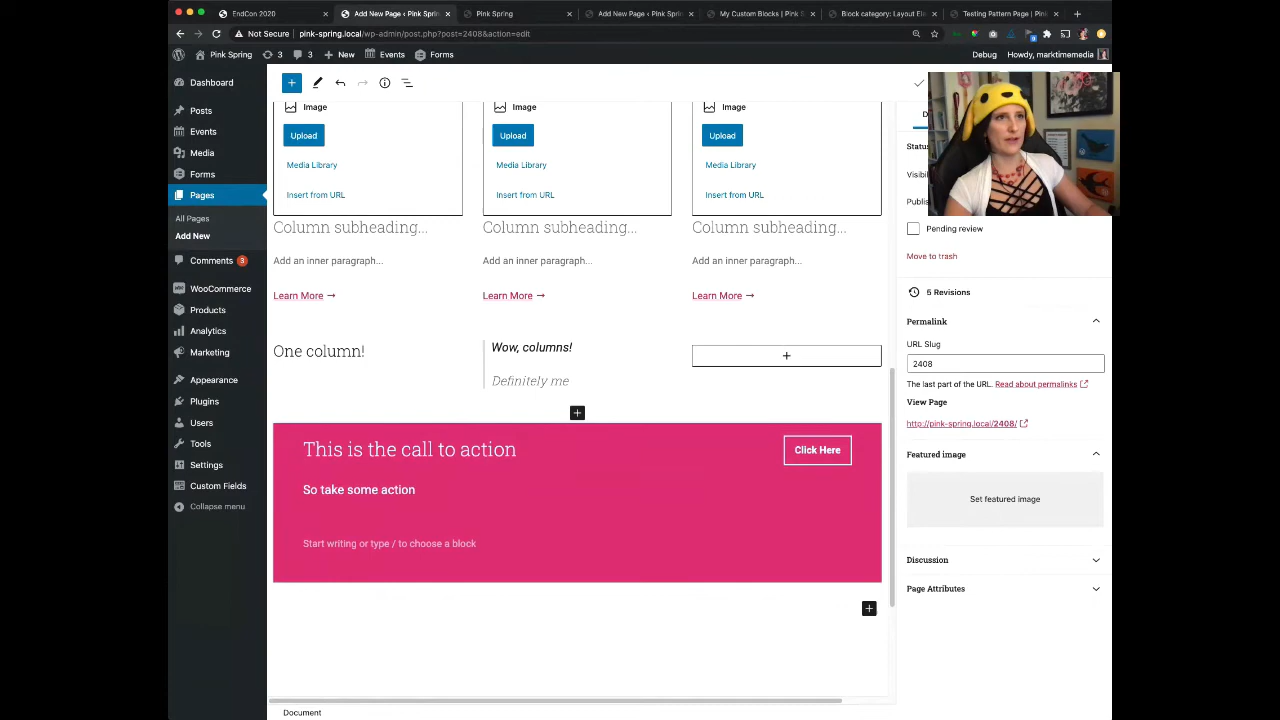 EndCon 2020
Add New Page ‹ Pink Spring
Pink Spring
Add New Page ‹ Pink Sprin
My Custom Blocks | Pink S
Block category: Layout Ele
Testing Pattern Page | Pink
Not Secure
pink-spring.local/wp-admin/post.php?post=2408&action=edit
Pink Spring
3
3
New
Events
Forms
Debug
Howdy, marktimemedia
Dashboard
Posts
Events
Media
Forms
Pages
All Pages
Add New
Comments 3
WooCommerce
Products
Analytics
Marketing
Appearance
Plugins
Users
Tools
Settings
Custom Fields
Collapse menu
Image
Image
Image
Upload
Upload
Upload
Media Library
Media Library
Media Library
Insert from URL
Insert from URL
Insert from URL
Column subheading...
Column subheading...
Column subheading...
Add an inner paragraph...
Add an inner paragraph...
Add an inner paragraph...
Learn More →
Learn More →
Learn More →
One column!
Wow, columns!
Definitely me
This is the call to action
Click Here
So take some action
Start writing or type / to choose a block
Document
D
Status
Visibi
Publis
Pending review
Move to trash
5 Revisions
Permalink
URL Slug
2408
The last part of the URL. Read about permalinks
View Page
http://pink-spring.local/2408/
Featured image
Set featured image
Discussion
Page Attributes